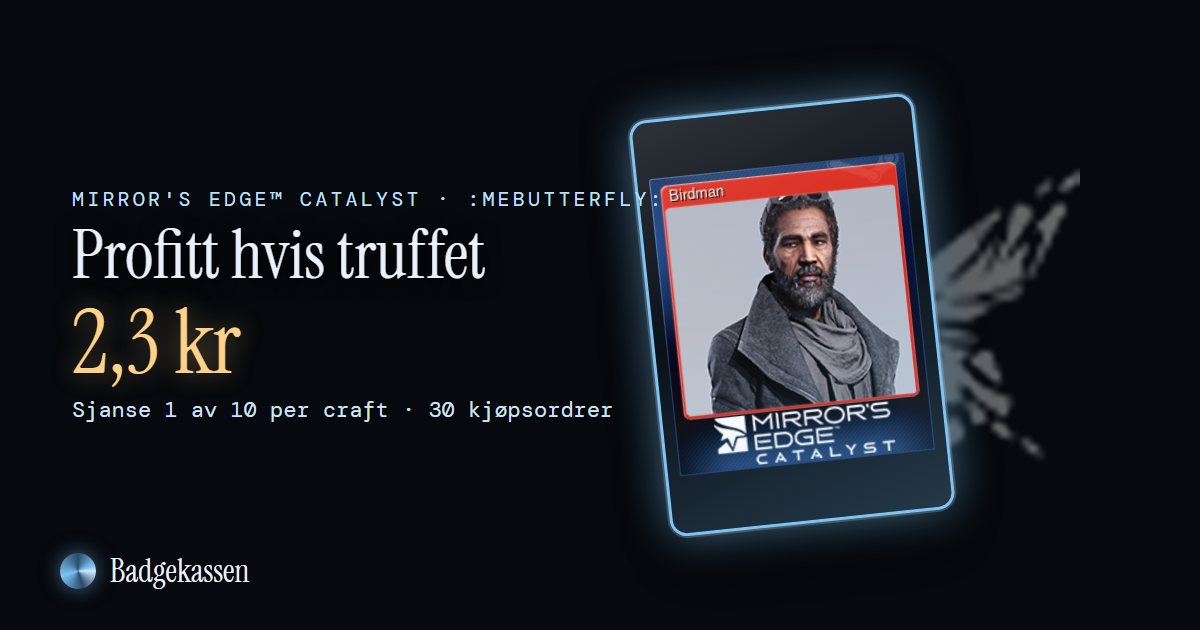 MIRROR'S EDGE™ CATALYST · :MEBUTTERFLY:
Profitt hvis truffet
2,3 kr
Sjanse 1 av 10 per craft · 30 kjøpsordrer
Birdman
MIRROR'S
EDGE™
CATALYST
Badgekassen